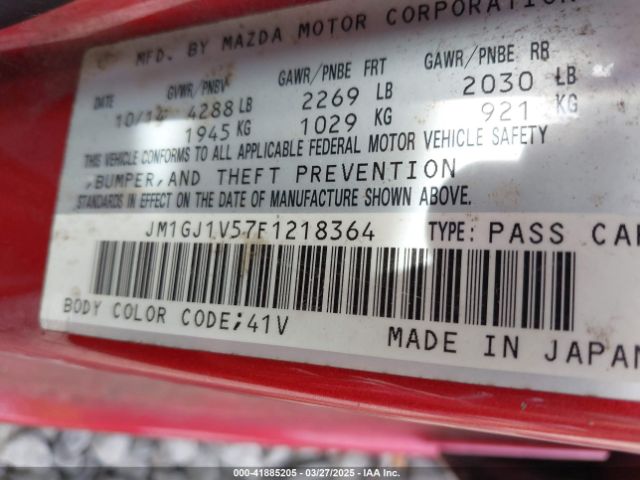 MFD. BY MAZDA MOTOR CORPORATION
DATE GVWR/PNBV GAWR/PNBE FRT GAWR/PNBE RR
10/14 4288 LB 2269 LB 2030 LB
1945 KG 1029 KG 921 KG
THIS VEHICLE CONFORMS TO ALL APPLICABLE FEDERAL MOTOR VEHICLE SAFETY
,BUMPER,AND THEFT PREVENTION
STANDARDS IN EFFECT ON THE DATE OF MANUFACTURE SHOWN ABOVE.
JM1GJ1V57F1218364 TYPE: PASS CAR
BODY COLOR CODE;41V
MADE IN JAPAN
000-41885205 — 03/27/2025 — IAA Inc.